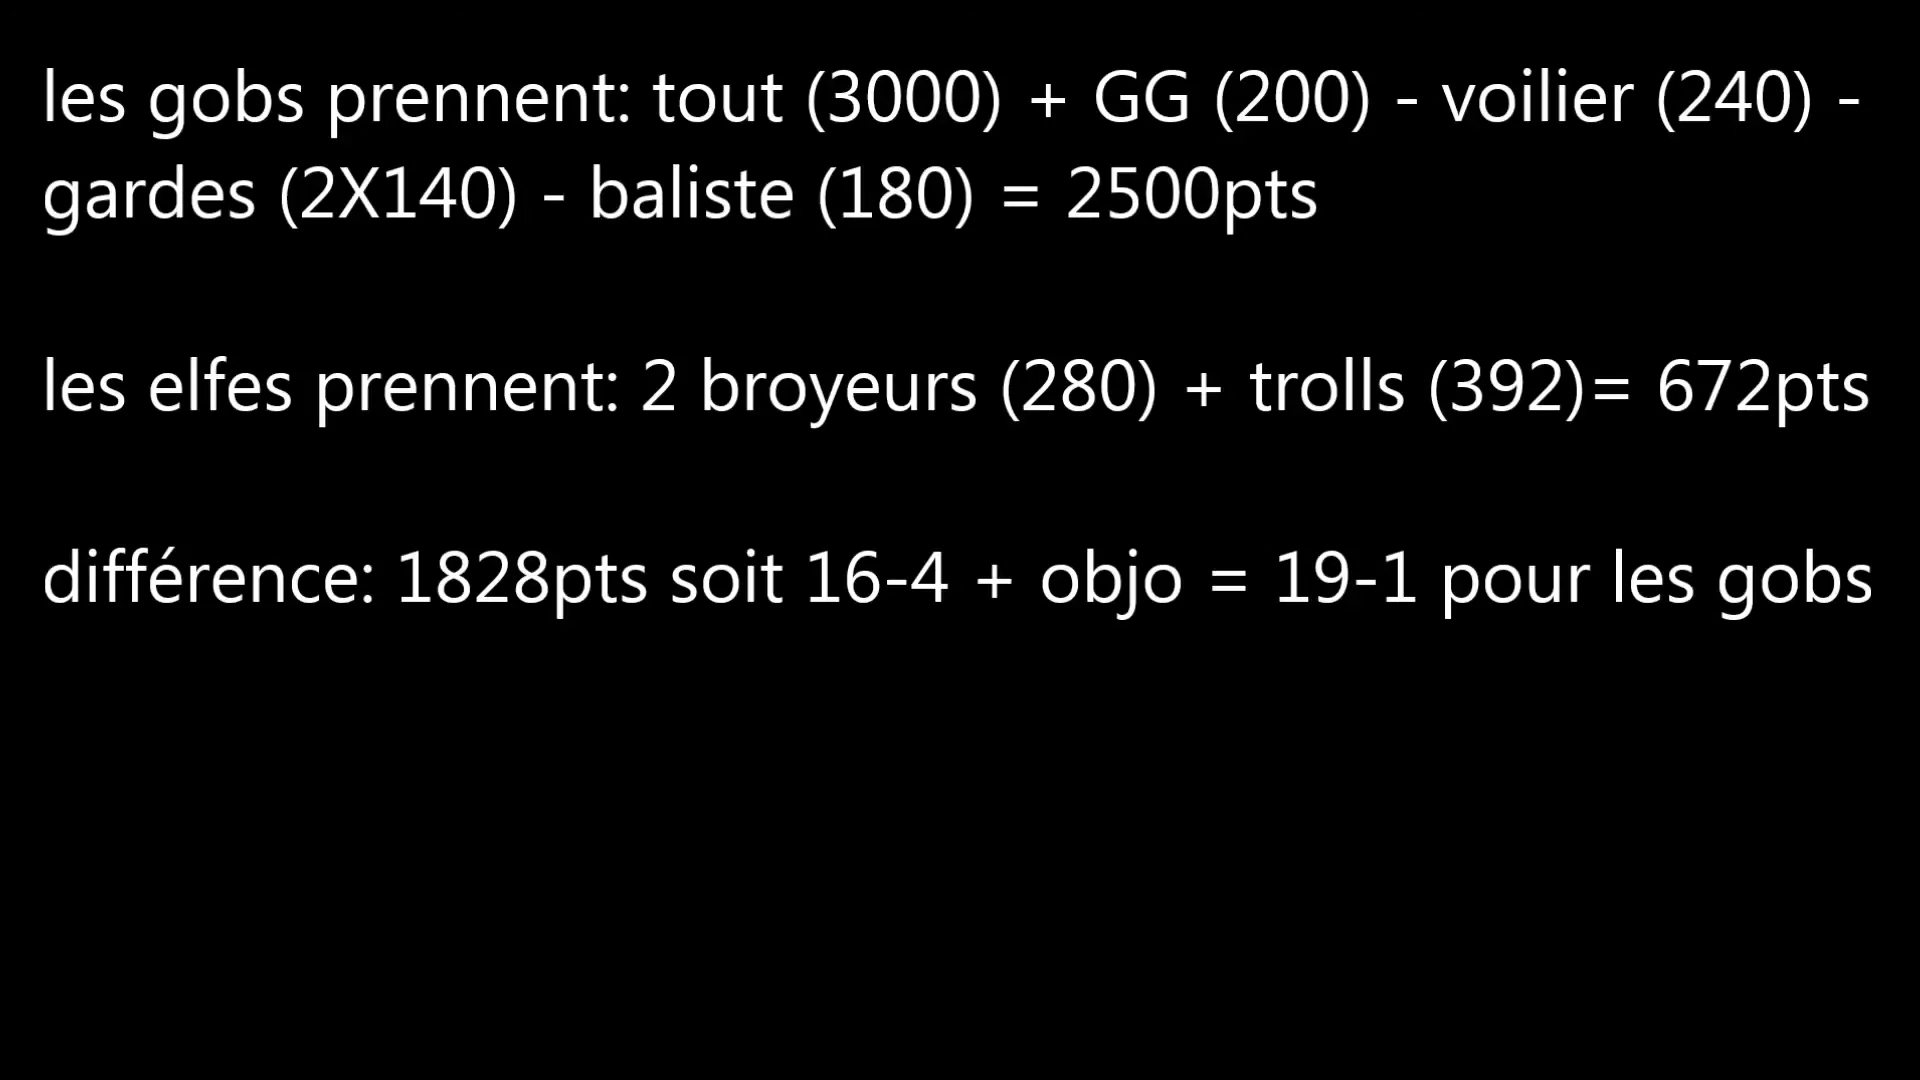 les gobs prennent: tout (3000) + GG (200) - voilier (240) -
gardes (2X140) - baliste (180) = 2500pts
les elfes prennent: 2 broyeurs (280) + trolls (392)= 672pts
différence: 1828pts soit 16-4 + objo = 19-1 pour les gobs